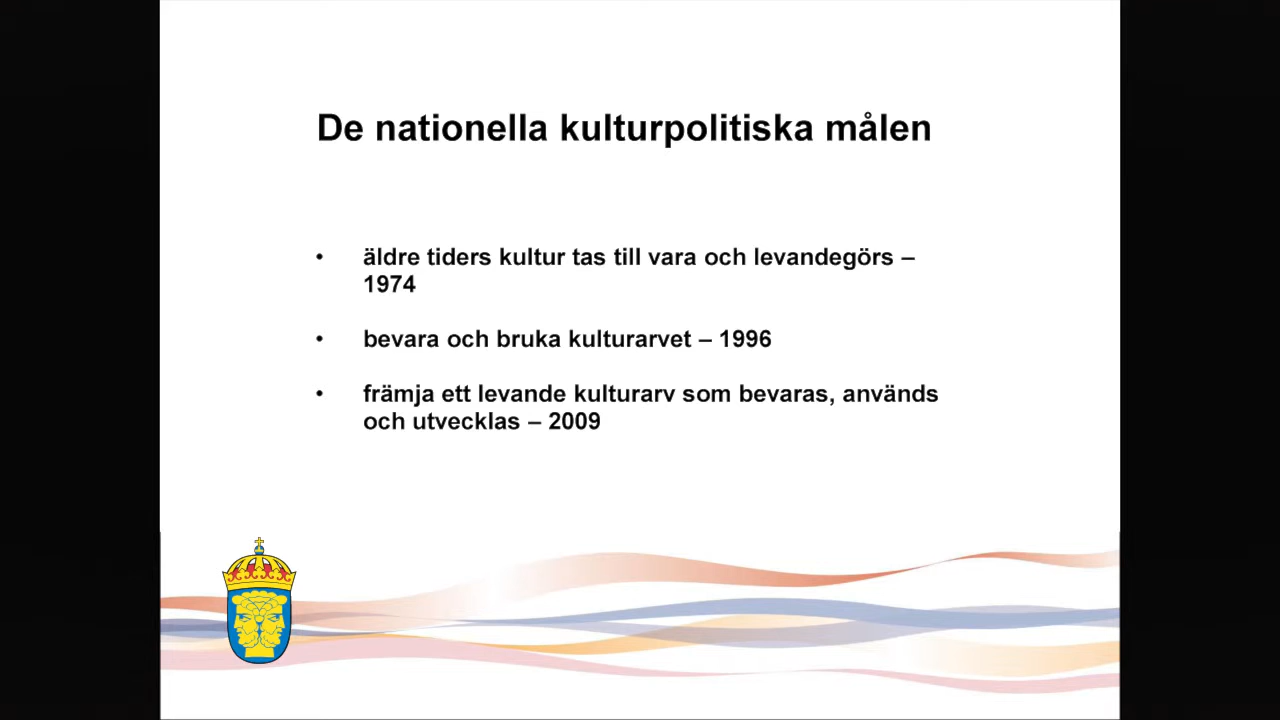 De nationella kulturpolitiska målen
• äldre tiders kultur tas till vara och levandegörs –
1974
• bevara och bruka kulturarvet – 1996
• främja ett levande kulturarv som bevaras, används
och utvecklas – 2009